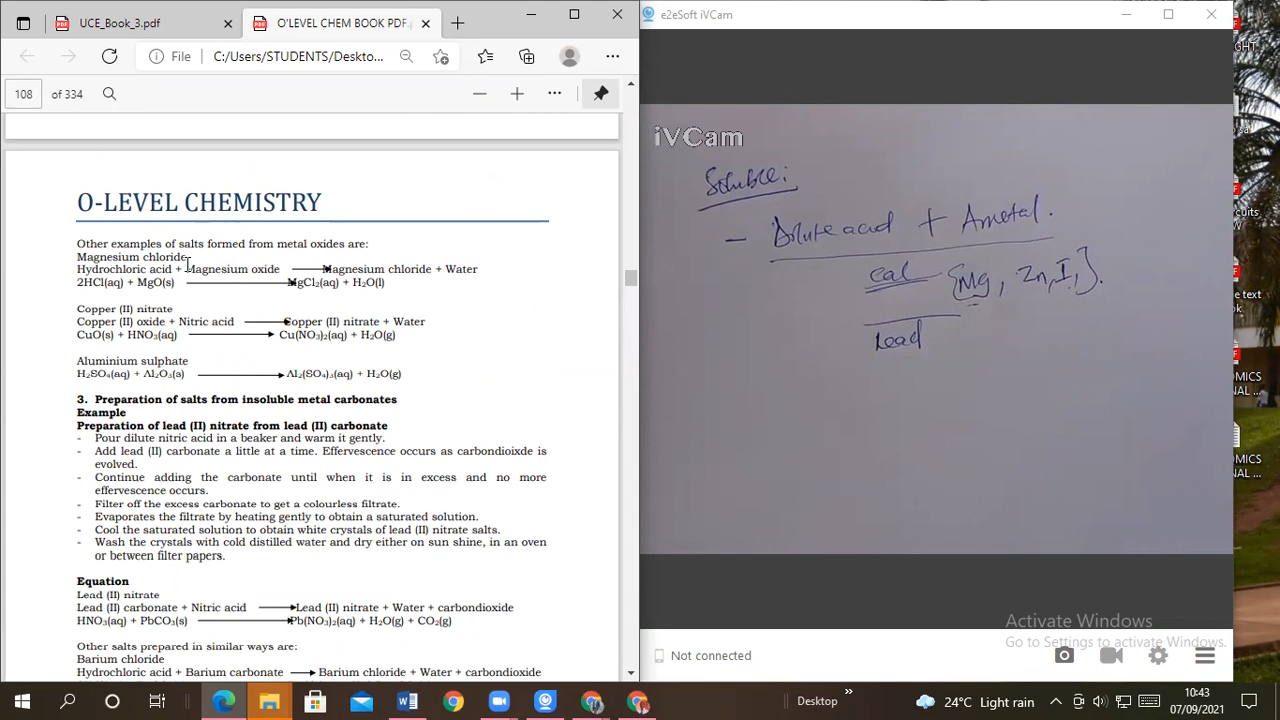 UCE_Book_3.pdf
O'LEVEL CHEM BOOK PDF.p
e2eSoft iVCam
File
C:/Users/STUDENTS/Deskto...
108 of 334
O-LEVEL CHEMISTRY
Other examples of salts formed from metal oxides are:
Magnesium chloride
Hydrochloric acid + Magnesium oxide Magnesium chloride + Water
2HCl(aq) + MgO(s) MgCl₂(aq) + H₂O(l)
Copper (II) nitrate
Copper (II) oxide + Nitric acid Copper (II) nitrate + Water
CuO(s) + HNO₃(aq) Cu(NO₃)₂(aq) + H₂O(g)
Aluminium sulphate
H₂SO₄(aq) + Al₂O₃(s) Al₂(SO₄)₃(aq) + H₂O(g)
3. Preparation of salts from insoluble metal carbonates
Example
Preparation of lead (II) nitrate from lead (II) carbonate
- Pour dilute nitric acid in a beaker and warm it gently.
- Add lead (II) carbonate a little at a time. Effervescence occurs as carbondioixde is
evolved.
- Continue adding the carbonate until when it is in excess and no more
effervescence occurs.
- Filter off the excess carbonate to get a colourless filtrate.
- Evaporates the filtrate by heating gently to obtain a saturated solution.
- Cool the saturated solution to obtain white crystals of lead (II) nitrate salts.
- Wash the crystals with cold distilled water and dry either on sun shine, in an oven
or between filter papers.
Equation
Lead (II) nitrate
Lead (II) carbonate + Nitric acid Lead (II) nitrate + Water + carbondioxide
HNO₃(aq) + PbCO₃(s) Pb(NO₃)₂(aq) + H₂O(g) + CO₂(g)
Other salts prepared in similar ways are:
Barium chloride
Hydrochloric acid + Barium carbonate Barium chloride + Water + carbondioxide
iVCam
Soluble:
- Dilute acid + A metal.
cal {Mg, Zn, I
Lead
Activate Windows
Go to Settings to activate Windows.
Not connected
Desktop
24°C Light rain
10:43
07/09/2021